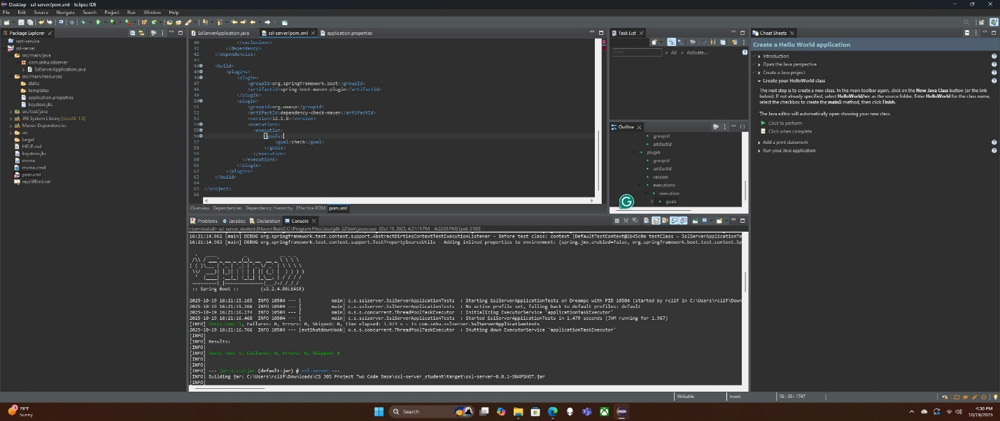 Desktop - ssl-server/pom.xml - Eclipse IDE
File Edit Source Navigate Search Project Run Window Help
Package Explorer
rest-service
ssl-server
src/main/java
com.snhu.sslserver
SslServerApplication.java
src/main/resources
static
templates
application.properties
keystore.jks
src/test/java
JRE System Library [JavaSE-1.8]
Maven Dependencies
src
target
HELP.md
keystore.jks
mvnw
mvnw.cmd
pom.xml
rayclifford.cer
SslServerApplication.java ssl-server/pom.xml application.properties
40 </exclusions>
41 </dependency>
42 </dependencies>
43
44 <build>
45 <plugins>
46 <plugin>
47 <groupId>org.springframework.boot</groupId>
48 <artifactId>spring-boot-maven-plugin</artifactId>
49 </plugin>
50 <plugin>
51 <groupId>org.owasp</groupId>
52 <artifactId>dependency-check-maven</artifactId>
53 <version>12.1.8</version>
54 <executions>
55 <execution>
56 <goals>
57 <goal>check</goal>
58 </goals>
59 </execution>
60 </executions>
61 </plugin>
62 </plugins>
63 </build>
64
65 </project>
66
Overview Dependencies Dependency Hierarchy Effective POM pom.xml
Task List
Find All Activate...
Outline
groupId
artifactId
plugin
groupId
artifactId
version
executions
execution
goals
Cheat Sheets
Create a Hello World application
Introduction
Open the Java perspective
Create a Java project
Create your HelloWorld class
The next step is to create a new class. In the main toolbar again, click on the New Java Class button (or the link
below). If not already specified, select HelloWorld/src as the source folder. Enter HelloWorld for the class name,
select the checkbox to create the main() method, then click Finish.
The Java editor will automatically open showing your new class.
Click to perform
Click when complete
Add a print statement
Run your Java application
Problems Javadoc Declaration Console
<terminated> ssl-server_student [Maven Build] C:\Program Files\Java\jdk-22\bin\javaw.exe (Oct 19, 2025, 4:21:11 PM – 4:22:03 PM) [pid: 2100]
16:21:14.961 [main] DEBUG org.springframework.test.context.support.AbstractDirtiesContextTestExecutionListener - Before test class: context [DefaultTestContext@1b45c0e testClass = SslServerApplicationTe
16:21:14.983 [main] DEBUG org.springframework.test.context.support.TestPropertySourceUtils - Adding inlined properties to environment: {spring.jmx.enabled=false, org.springframework.boot.test.context.Sp
:: Spring Boot :: (v2.2.4.RELEASE)
2025-10-19 16:21:15.165 INFO 10504 --- [ main] c.s.sslserver.SslServerApplicationTests : Starting SslServerApplicationTests on Dreampc with PID 10504 (started by rclif in C:\Users\rclif\Down
2025-10-19 16:21:15.166 INFO 10504 --- [ main] c.s.sslserver.SslServerApplicationTests : No active profile set, falling back to default profiles: default
2025-10-19 16:21:16.174 INFO 10504 --- [ main] o.s.s.concurrent.ThreadPoolTaskExecutor : Initializing ExecutorService 'applicationTaskExecutor'
2025-10-19 16:21:16.468 INFO 10504 --- [ main] c.s.sslserver.SslServerApplicationTests : Started SslServerApplicationTests in 1.479 seconds (JVM running for 1.967)
[INFO] Tests run: 1, Failures: 0, Errors: 0, Skipped: 0, Time elapsed: 1.973 s - in com.snhu.sslserver.SslServerApplicationTests
2025-10-19 16:21:16.766 INFO 10504 --- [extShutdownHook] o.s.s.concurrent.ThreadPoolTaskExecutor : Shutting down ExecutorService 'applicationTaskExecutor'
[INFO]
[INFO] Results:
[INFO]
[INFO] Tests run: 1, Failures: 0, Errors: 0, Skipped: 0
[INFO]
[INFO]
[INFO] --- jar:3.1.2:jar (default-jar) @ ssl-server ---
[INFO] Building jar: C:\Users\rclif\Downloads\CS 305 Project Two Code Base\ssl-server_student\target\ssl-server-0.0.1-SNAPSHOT.jar
[INFO]
Writable Insert 56 : 30 : 1747
79°F
Sunny
Search
4:30 PM
10/19/2025